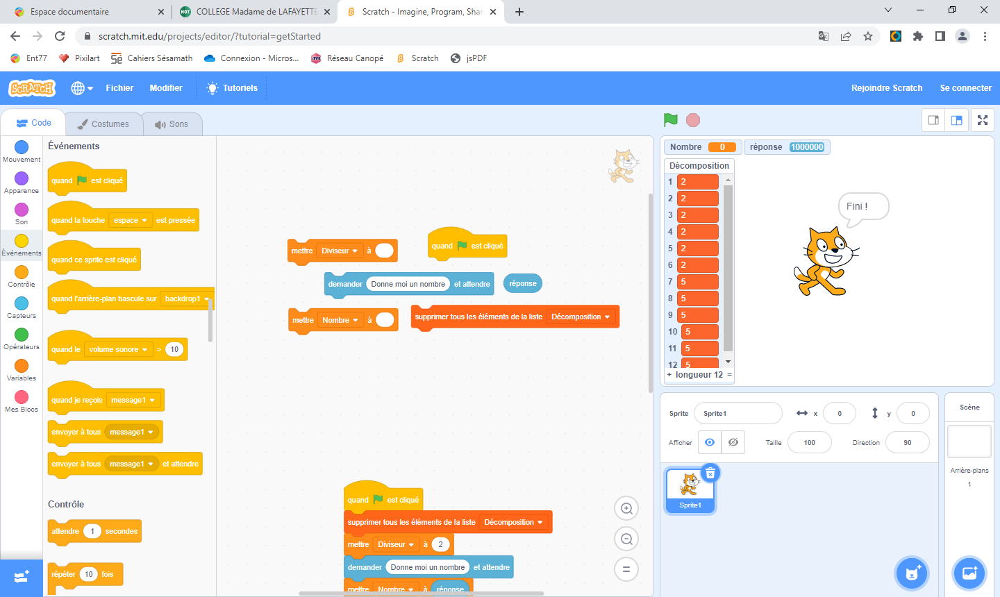 Espace documentaire
COLLEGE Madame de LAFAYETTE
Scratch - Imagine, Program, Shar
scratch.mit.edu/projects/editor/?tutorial=getStarted
Ent77
Pixilart
Cahiers Sésamath
Connexion - Micros...
Réseau Canopé
Scratch
jsPDF
SCRATCH
Fichier
Modifier
Tutoriels
Rejoindre Scratch
Se connecter
Code
Costumes
Sons
Mouvement
Apparence
Son
Événements
Contrôle
Capteurs
Opérateurs
Variables
Mes Blocs
Événements
quand est cliqué
quand la touche espace est pressée
quand ce sprite est cliqué
quand l'arrière-plan bascule sur backdrop1
quand le volume sonore > 10
quand je reçois message1
envoyer à tous message1
envoyer à tous message1 et attendre
Contrôle
attendre 1 secondes
répéter 10 fois
mettre Diviseur à
quand est cliqué
demander Donne moi un nombre et attendre
réponse
mettre Nombre à
supprimer tous les éléments de la liste Décomposition
quand est cliqué
supprimer tous les éléments de la liste Décomposition
mettre Diviseur à 2
demander Donne moi un nombre et attendre
mettre Nombre à réponse
Nombre 0
réponse 1000000
Décomposition
1 2
2 2
3 2
4 2
5 2
6 2
7 5
8 5
9 5
10 5
11 5
12 5
+ longueur 12 =
Fini !
Sprite Sprite1 x 0 y 0
Afficher Taille 100 Direction 90
Sprite1
Scène
Arrière-plans
1